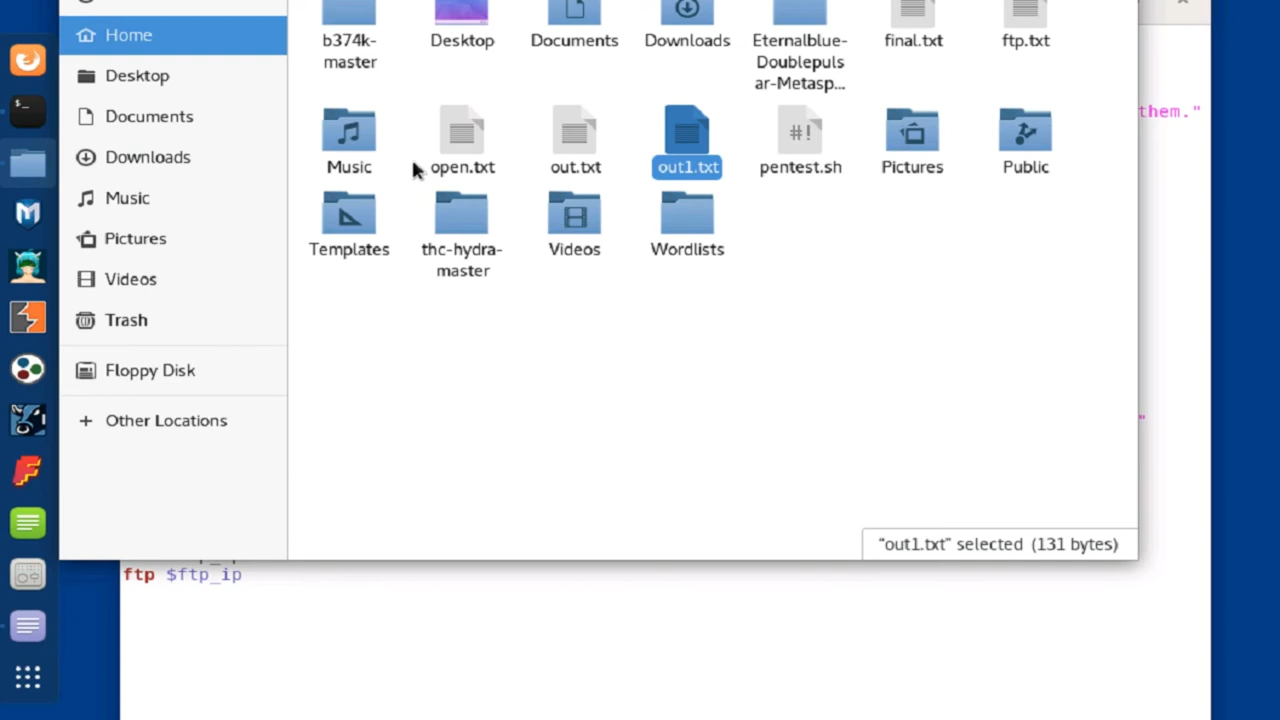 Home
Desktop
Documents
Downloads
Music
Pictures
Videos
Trash
Floppy Disk
+ Other Locations
b374k-
master
Desktop
Documents
Downloads
Eternalblue-
Doublepuls
ar-Metasp...
final.txt
ftp.txt
Music
open.txt
out.txt
out1.txt
#!
pentest.sh
Pictures
Public
Templates
thc-hydra-
master
Videos
Wordlists
"out1.txt" selected (131 bytes)
them."
"
ftp $ftp_ip